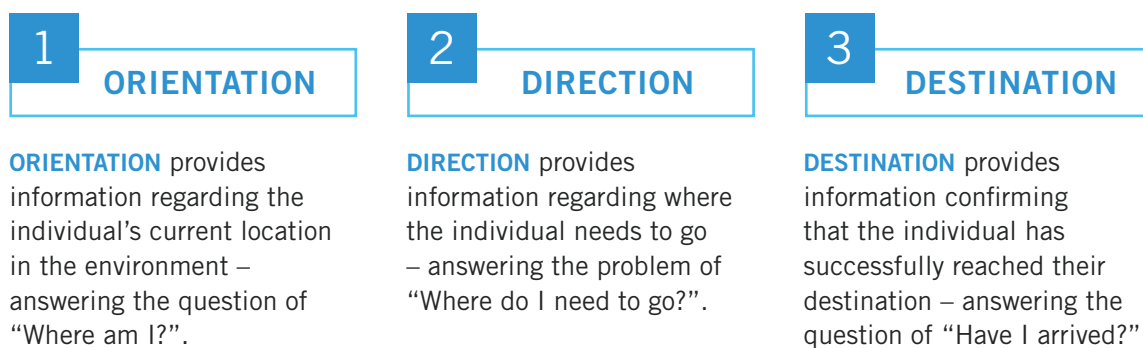 1
ORIENTATION
ORIENTATION provides
information regarding the
individual’s current location
in the environment –
answering the question of
“Where am I?”.
2
DIRECTION
DIRECTION provides
information regarding where
the individual needs to go
– answering the problem of
“Where do I need to go?”.
3
DESTINATION
DESTINATION provides
information confirming
that the individual has
successfully reached their
destination – answering the
question of “Have I arrived?”